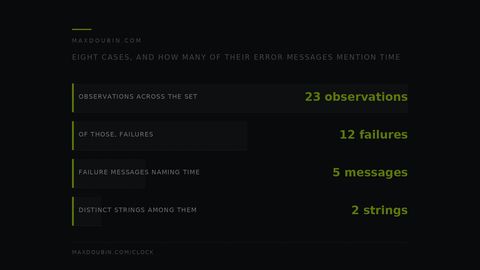 MAXDOUBIN.COM
EIGHT CASES, AND HOW MANY OF THEIR ERROR MESSAGES MENTION TIME
OBSERVATIONS ACROSS THE SET
23 observations
OF THOSE, FAILURES
12 failures
FAILURE MESSAGES NAMING TIME
5 messages
DISTINCT STRINGS AMONG THEM
2 strings
MAXDOUBIN.COM/CLOCK